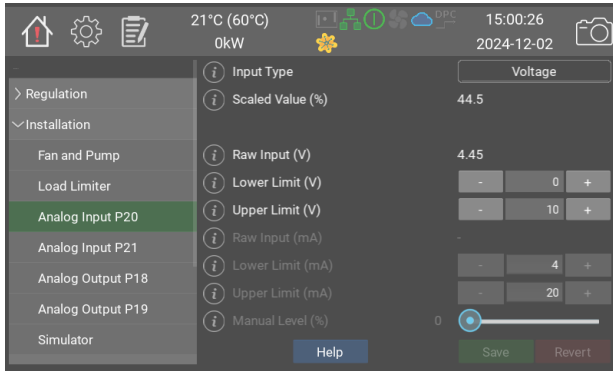 21°C (60°C)
0kW
DPC
15:00:26
2024-12-02
Regulation
Installation
Fan and Pump
Load Limiter
Analog Input P20
Analog Input P21
Analog Output P18
Analog Output P19
Simulator
Input Type Voltage
Scaled Value (%) 44.5
Raw Input (V) 4.45
Lower Limit (V) - 0 +
Upper Limit (V) - 10 +
Raw Input (mA) -
Lower Limit (mA) - 4 +
Upper Limit (mA) - 20 +
Manual Level (%) 0
Help Save Revert